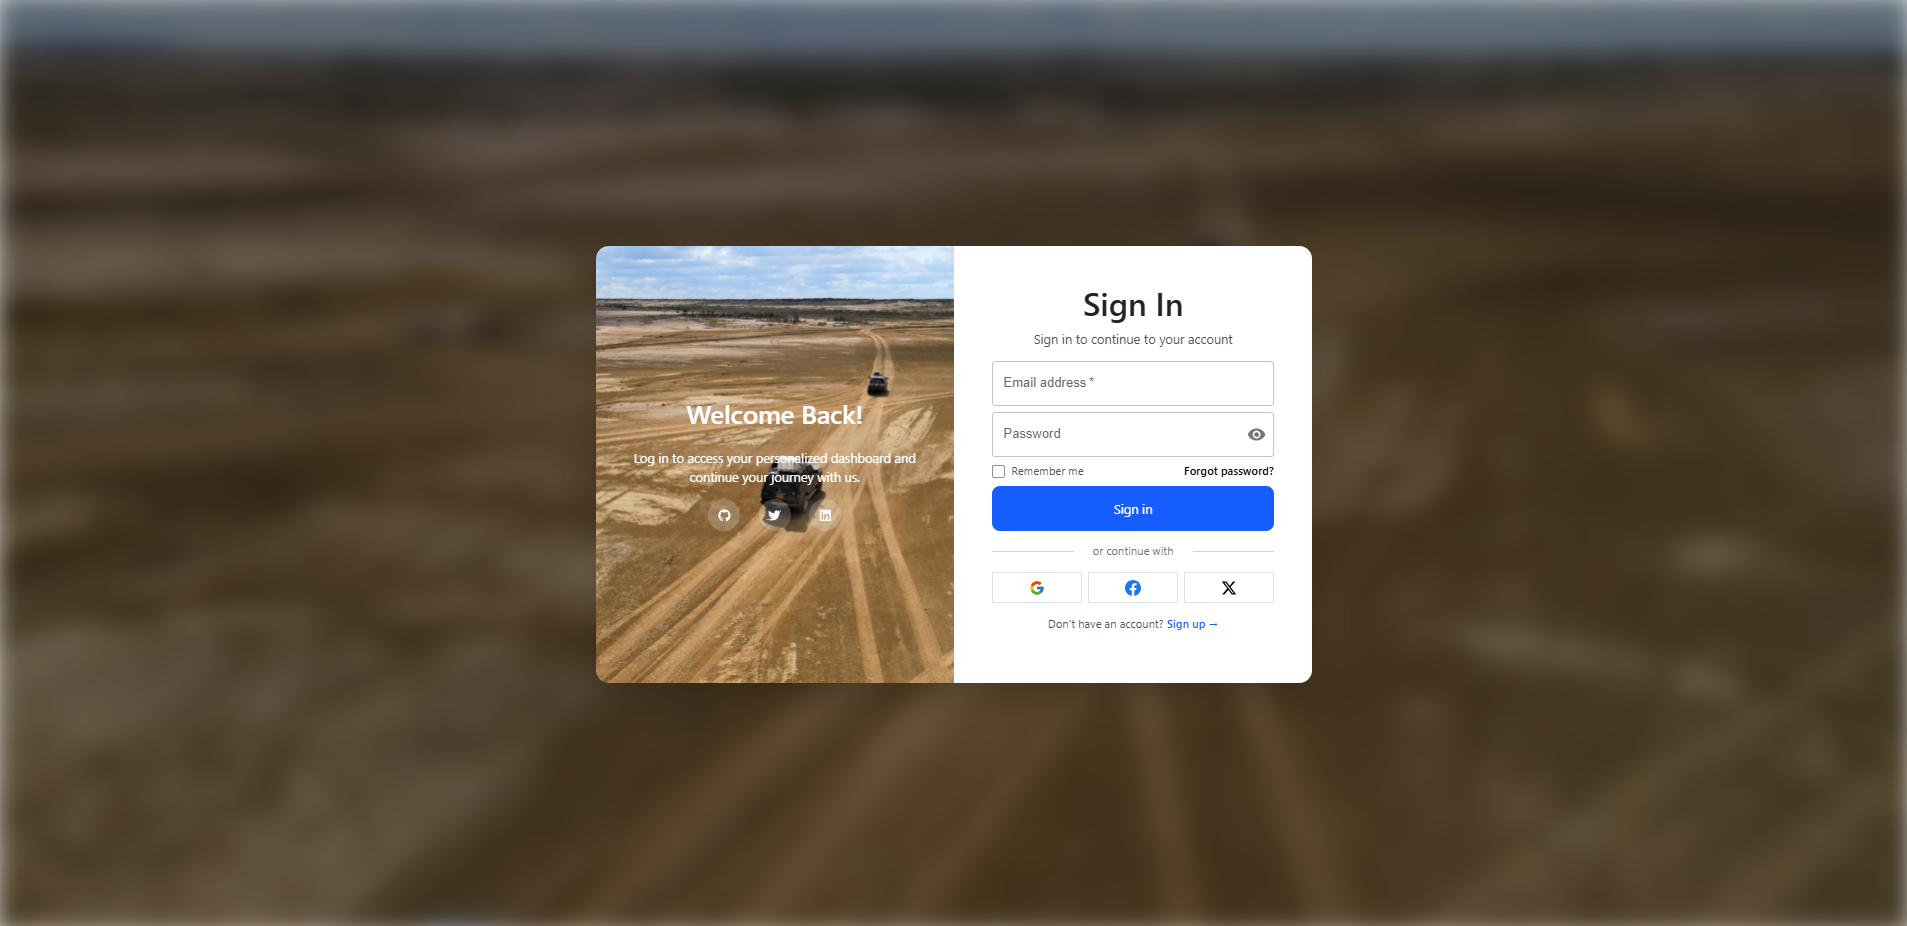 Welcome Back!
Log in to access your personalized dashboard and
continue your journey with us.
Sign In
Sign in to continue to your account
Email address *
Password
Remember me
Forgot password?
Sign in
or continue with
Don't have an account? Sign up →